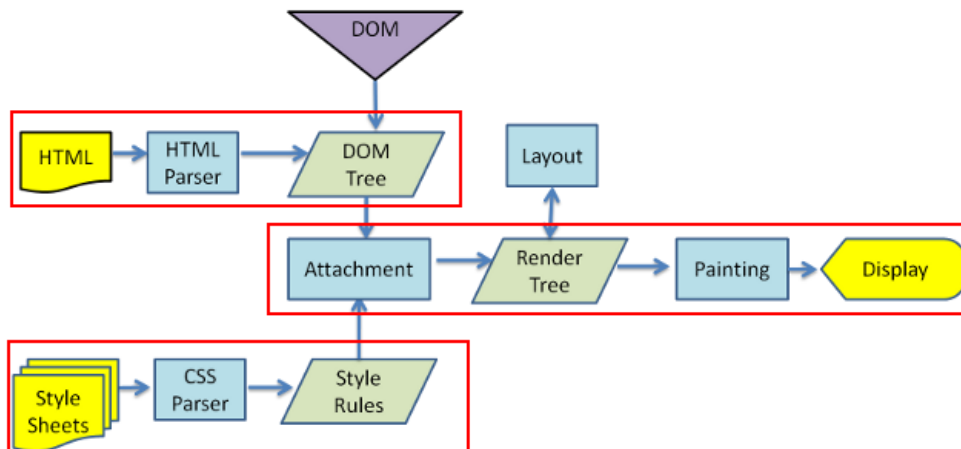 DOM
HTML
HTML
Parser
DOM
Tree
Layout
Attachment
Render
Tree
Painting
Display
Style
Sheets
CSS
Parser
Style
Rules